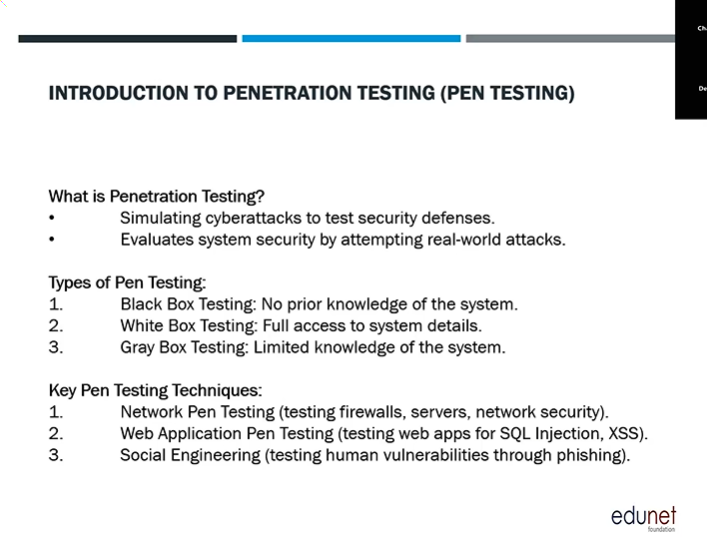 INTRODUCTION TO PENETRATION TESTING (PEN TESTING)
What is Penetration Testing?
• Simulating cyberattacks to test security defenses.
• Evaluates system security by attempting real-world attacks.
Types of Pen Testing:
1. Black Box Testing: No prior knowledge of the system.
2. White Box Testing: Full access to system details.
3. Gray Box Testing: Limited knowledge of the system.
Key Pen Testing Techniques:
1. Network Pen Testing (testing firewalls, servers, network security).
2. Web Application Pen Testing (testing web apps for SQL Injection, XSS).
3. Social Engineering (testing human vulnerabilities through phishing).
edunet
foundation